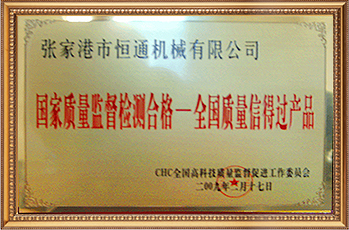 张家港市恒通机械有限公司
国家质量监督检测合格—全国质量信得过产品
CHC全国高科技质量监督促进工作委员会
二00九年 月十七日